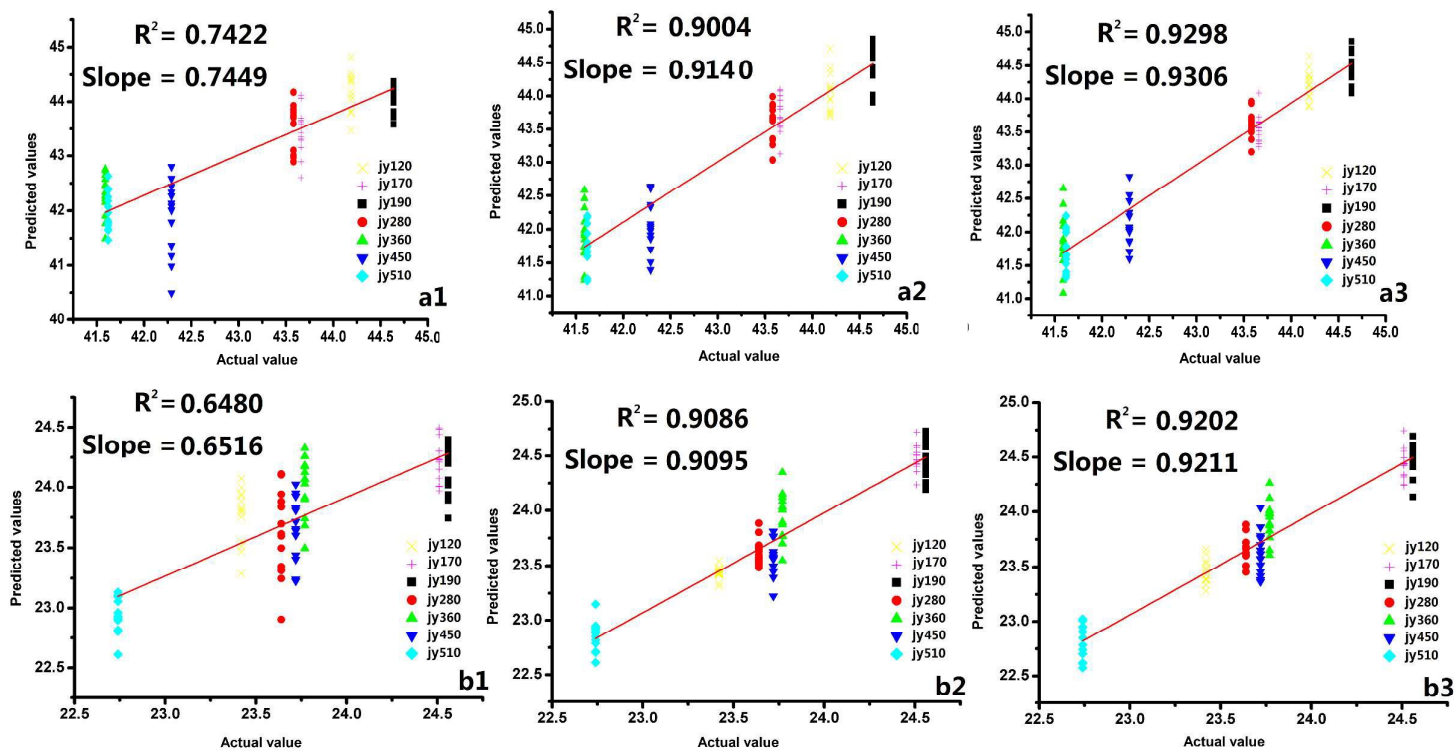 R² = 0.7422
Slope = 0.7449
Predicted values
45
44
43
42
41
40
jy120
jy170
jy190
jy280
jy360
jy450
jy510
a1
41.5 42.0 42.5 43.0 43.5 44.0 44.5 45.0
Actual value
R² = 0.9004
Slope = 0.9140
Predicted values
45.0
44.5
44.0
43.5
43.0
42.5
42.0
41.5
41.0
jy120
jy170
jy190
jy280
jy360
jy450
jy510
a2
41.5 42.0 42.5 43.0 43.5 44.0 44.5 45.0
Actual value
R² = 0.9298
Slope = 0.9306
Predicted values
45.0
44.5
44.0
43.5
43.0
42.5
42.0
41.5
41.0
jy120
jy170
jy190
jy280
jy360
jy450
jy510
a3
41.5 42.0 42.5 43.0 43.5 44.0 44.5 45.0
Actual value
R² = 0.6480
Slope = 0.6516
Predicted values
24.5
24.0
23.5
23.0
22.5
jy120
jy170
jy190
jy280
jy360
jy450
jy510
b1
22.5 23.0 23.5 24.0 24.5
Actual value
R² = 0.9086
Slope = 0.9095
Predicted values
25.0
24.5
24.0
23.5
23.0
22.5
jy120
jy170
jy190
jy280
jy360
jy450
jy510
b2
22.5 23.0 23.5 24.0 24.5
Actual value
R² = 0.9202
Slope = 0.9211
Predicted values
25.0
24.5
24.0
23.5
23.0
22.5
jy120
jy170
jy190
jy280
jy360
jy450
jy510
b3
22.5 23.0 23.5 24.0 24.5
Actual value